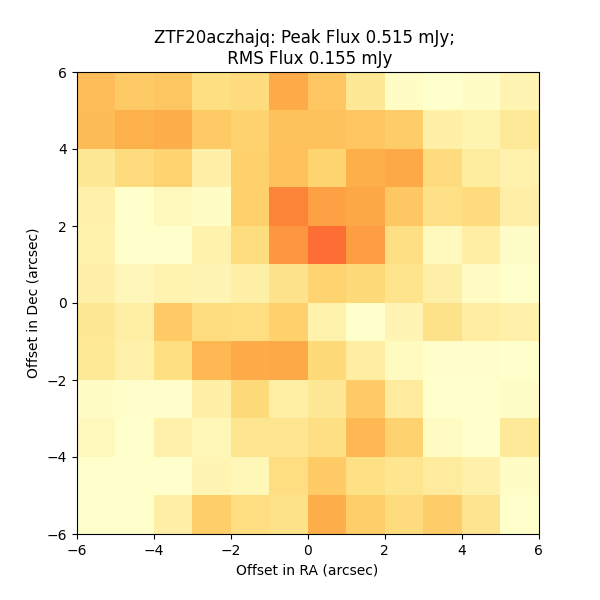 ZTF20aczhajq: Peak Flux 0.515 mJy;
RMS Flux 0.155 mJy
6
4
2
0
−2
−4
−6
Offset in Dec (arcsec)
−6 −4 −2 0 2 4 6
Offset in RA (arcsec)